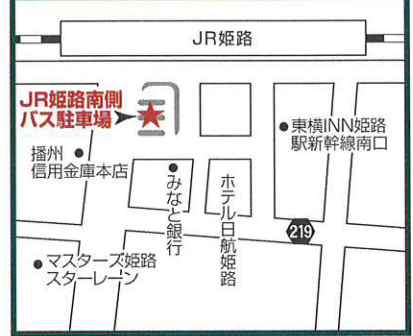 JR姫路
JR姫路南側
バス駐車場
東横INN姫路
駅新幹線南口
播州
信用金庫本店
みなと銀行
ホテル日航姫路
219
マスターズ姫路
スターレーン